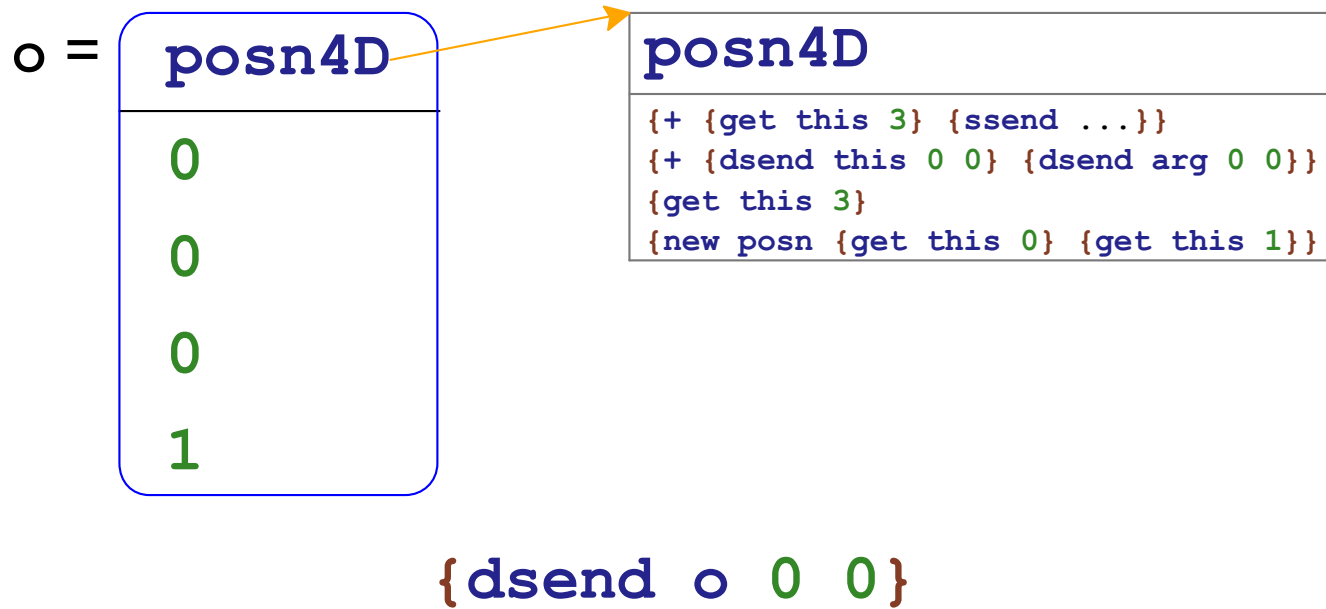 o = posn4D
0
0
0
1
posn4D
{+ {get this 3} {ssend ...}}
{+ {dsend this 0 0} {dsend arg 0 0}}
{get this 3}
{new posn {get this 0} {get this 1}}
{dsend o 0 0}